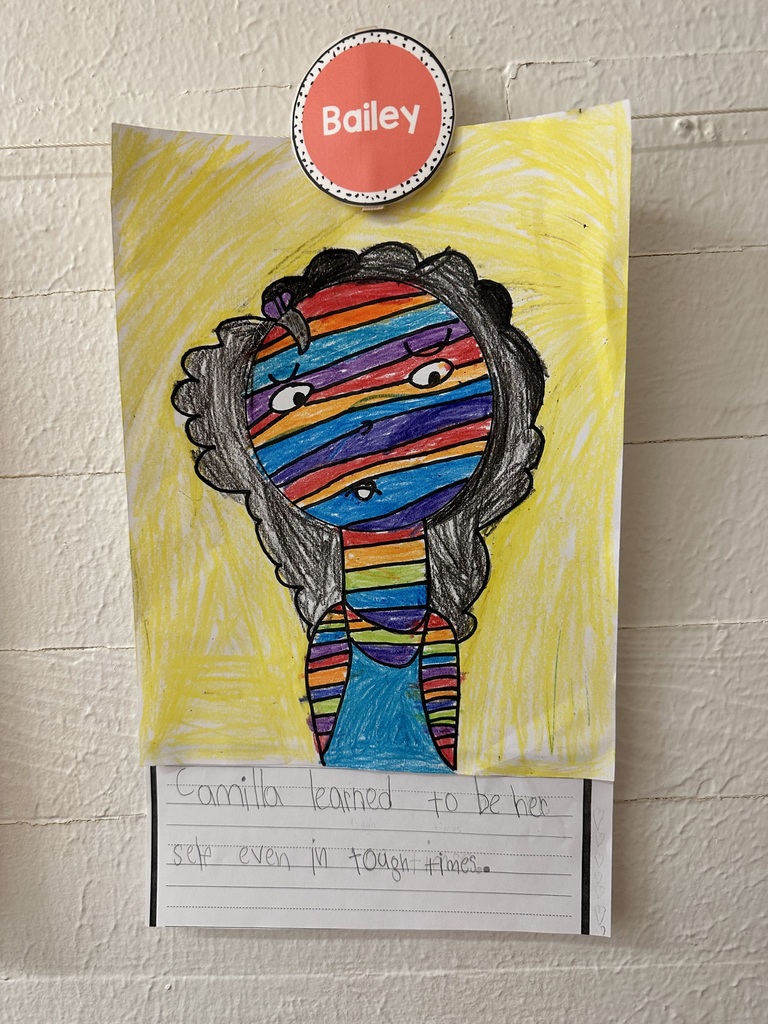 Bailey
Camilla learned to be her
self even in tough times..